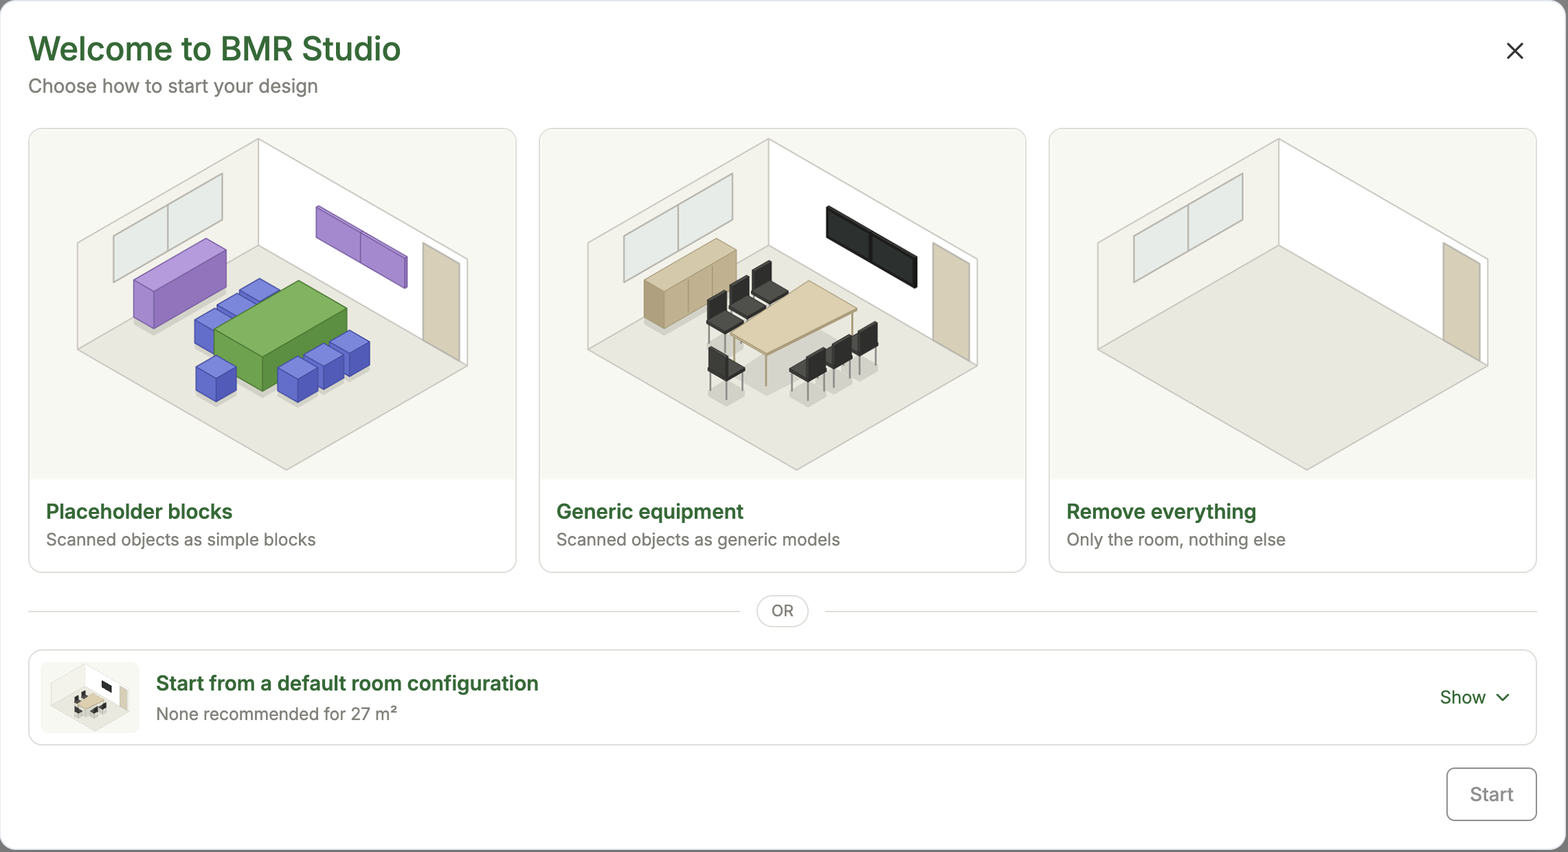 Welcome to BMR Studio
Choose how to start your design
Placeholder blocks
Scanned objects as simple blocks
Generic equipment
Scanned objects as generic models
Remove everything
Only the room, nothing else
OR
Start from a default room configuration
None recommended for 27 m²
Show
Start